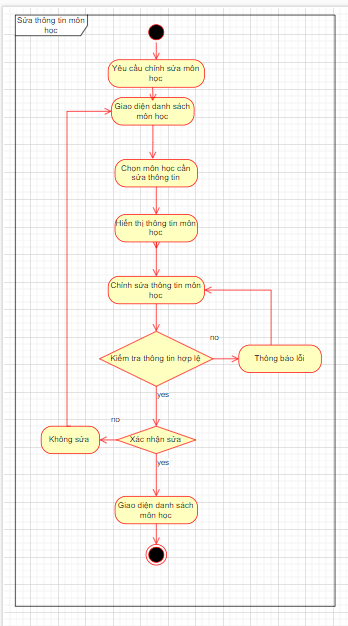 Sửa thông tin môn
học
Yêu cầu chỉnh sửa môn
học
Giao diện danh sách
môn học
Chọn môn học cần
sửa thông tin
Hiển thị thông tin môn
học
Chỉnh sửa thông tin môn
học
no
Kiểm tra thông tin hợp lệ
Thông báo lỗi
yes
no
Không sửa
Xác nhận sửa
yes
Giao diện danh sách
môn học